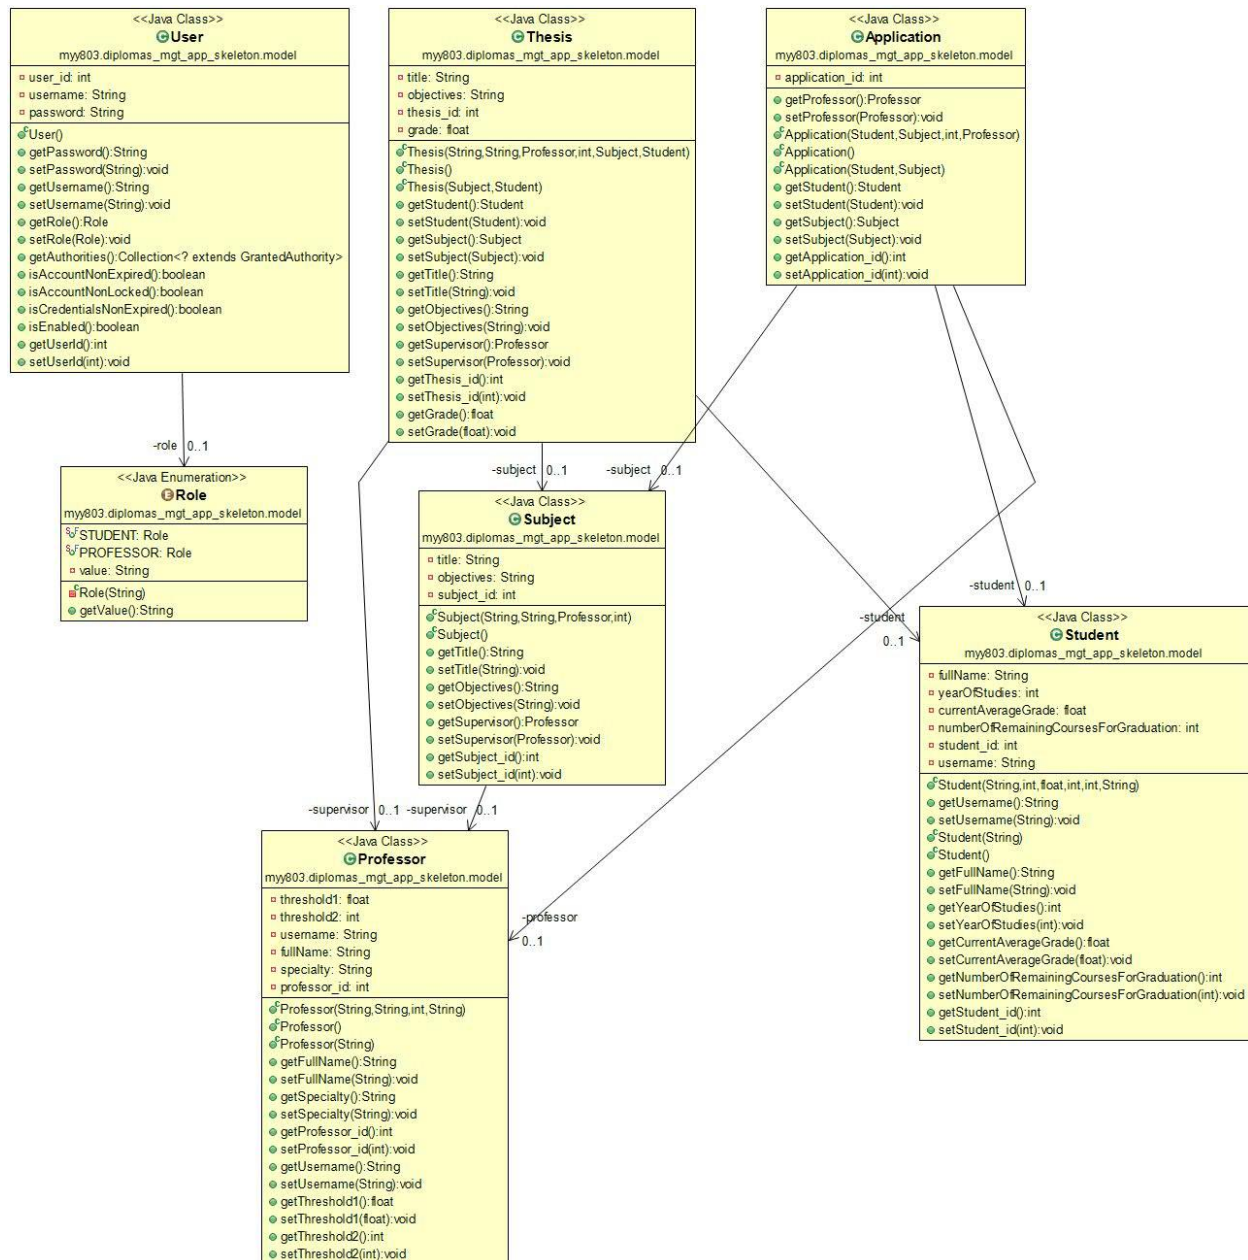 <<Java Class>>
User
myy803.diplomas_mgt_app_skeleton.model
user_id: int
username: String
password: String
User()
getPassword():String
setPassword(String):void
getUsername():String
setUsername(String):void
getRole():Role
setRole(Role):void
getAuthorities():Collection<? extends GrantedAuthority>
isAccountNonExpired():boolean
isAccountNonLocked():boolean
isCredentialsNonExpired():boolean
isEnabled():boolean
getUserId():int
setUserId(int):void
<<Java Class>>
Thesis
myy803.diplomas_mgt_app_skeleton.model
title: String
objectives: String
thesis_id: int
grade: float
Thesis(String,String,Professor,int,Subject,Student)
Thesis()
Thesis(Subject,Student)
getStudent():Student
setStudent(Student):void
getSubject():Subject
setSubject(Subject):void
getTitle():String
setTitle(String):void
getObjectives():String
setObjectives(String):void
getSupervisor():Professor
setSupervisor(Professor):void
getThesis_id():int
setThesis_id(int):void
getGrade():float
setGrade(float):void
<<Java Class>>
Application
myy803.diplomas_mgt_app_skeleton.model
application_id: int
getProfessor():Professor
setProfessor(Professor):void
Application(Student,Subject,int,Professor)
Application()
Application(Student,Subject)
getStudent():Student
setStudent(Student):void
getSubject():Subject
setSubject(Subject):void
getApplication_id():int
setApplication_id(int):void
-role 0..1
<<Java Enumeration>>
Role
myy803.diplomas_mgt_app_skeleton.model
STUDENT: Role
PROFESSOR: Role
value: String
Role(String)
getValue():String
-subject 0..1
-subject 0..1
<<Java Class>>
Subject
myy803.diplomas_mgt_app_skeleton.model
title: String
objectives: String
subject_id: int
Subject(String,String,Professor,int)
Subject()
getTitle():String
setTitle(String):void
getObjectives():String
setObjectives(String):void
getSupervisor():Professor
setSupervisor(Professor):void
getSubject_id():int
setSubject_id(int):void
-student 0..1
-student
0..1
<<Java Class>>
Student
myy803.diplomas_mgt_app_skeleton.model
fullName: String
yearOfStudies: int
currentAverageGrade: float
numberOfRemainingCoursesForGraduation: int
student_id: int
username: String
Student(String,int,float,int,int,String)
getUsername():String
setUsername(String):void
Student(String)
Student()
getFullName():String
setFullName(String):void
getYearOfStudies():int
setYearOfStudies(int):void
getCurrentAverageGrade():float
setCurrentAverageGrade(float):void
getNumberOfRemainingCoursesForGraduation():int
setNumberOfRemainingCoursesForGraduation(int):void
getStudent_id():int
setStudent_id(int):void
-supervisor 0..1
-supervisor 0..1
<<Java Class>>
Professor
myy803.diplomas_mgt_app_skeleton.model
threshold1: float
threshold2: int
username: String
fullName: String
specialty: String
professor_id: int
Professor(String,String,int,String)
Professor()
Professor(String)
getFullName():String
setFullName(String):void
getSpecialty():String
setSpecialty(String):void
getProfessor_id():int
setProfessor_id(int):void
getUsername():String
setUsername(String):void
getThreshold1():float
setThreshold1(float):void
getThreshold2():int
setThreshold2(int):void
-professor
0..1